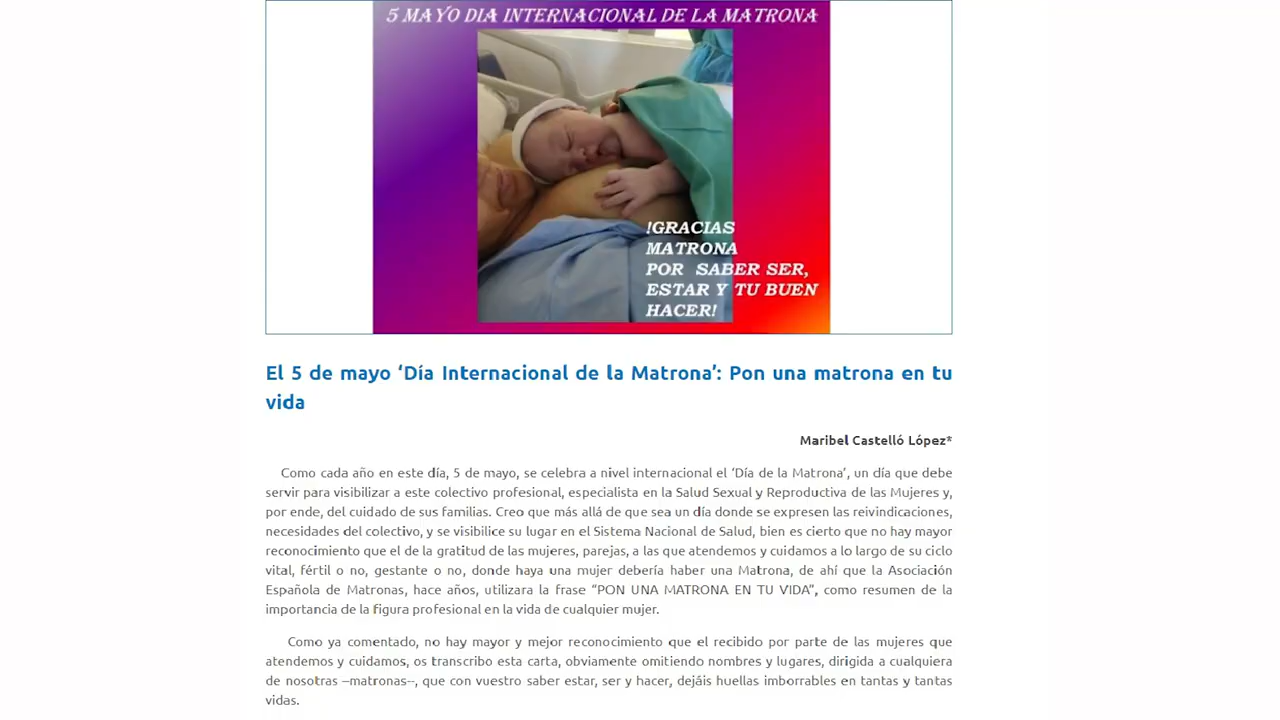 5 MAYO DIA INTERNACIONAL DE LA MATRONA
!GRACIAS
MATRONA
POR SABER SER,
ESTAR Y TU BUEN
HACER!
El 5 de mayo ‘Día Internacional de la Matrona’: Pon una matrona en tu
vida
Maribel Castelló López*
Como cada año en este día, 5 de mayo, se celebra a nivel internacional el ‘Día de la Matrona’, un día que debe
servir para visibilizar a este colectivo profesional, especialista en la Salud Sexual y Reproductiva de las Mujeres y,
por ende, del cuidado de sus familias. Creo que más allá de que sea un día donde se expresen las reivindicaciones,
necesidades del colectivo, y se visibilice su lugar en el Sistema Nacional de Salud, bien es cierto que no hay mayor
reconocimiento que el de la gratitud de las mujeres, parejas, a las que atendemos y cuidamos a lo largo de su ciclo
vital, fértil o no, gestante o no, donde haya una mujer debería haber una Matrona, de ahí que la Asociación
Española de Matronas, hace años, utilizara la frase “PON UNA MATRONA EN TU VIDA”, como resumen de la
importancia de la figura profesional en la vida de cualquier mujer.
Como ya comentado, no hay mayor y mejor reconocimiento que el recibido por parte de las mujeres que
atendemos y cuidamos, os transcribo esta carta, obviamente omitiendo nombres y lugares, dirigida a cualquiera
de nosotras –matronas--, que con vuestro saber estar, ser y hacer, dejáis huellas imborrables en tantas y tantas
vidas.